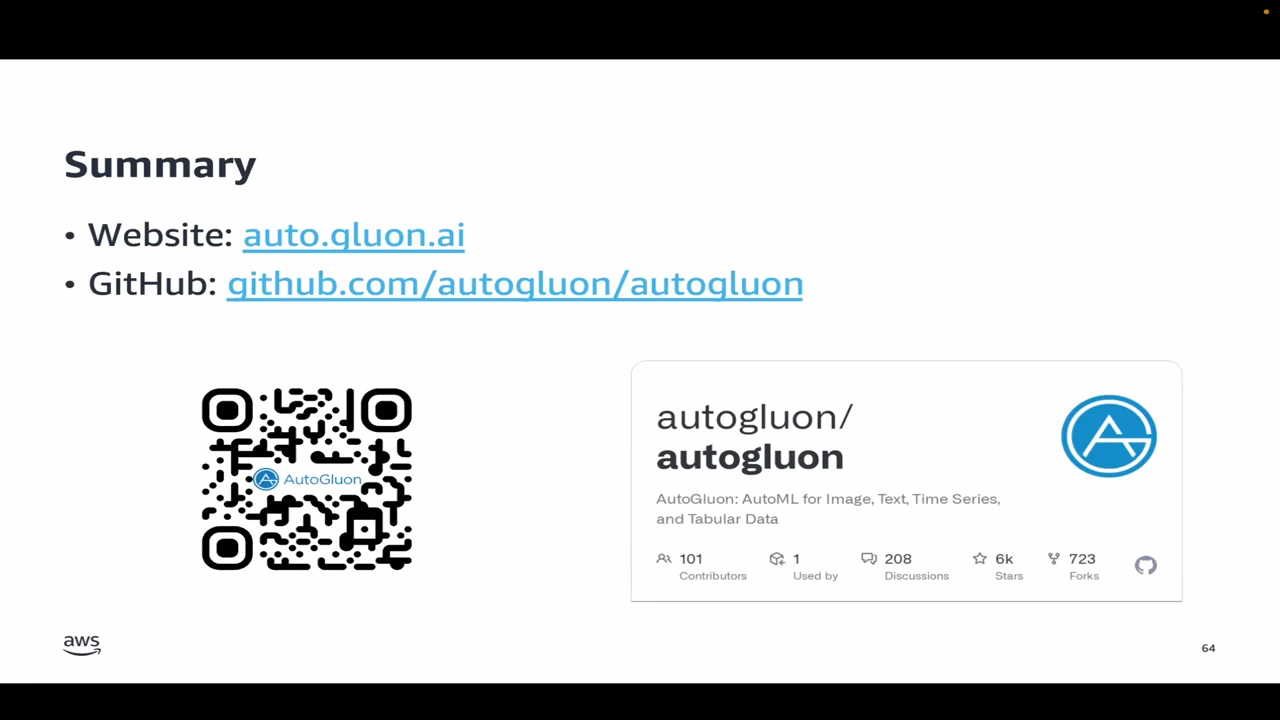 Summary
• Website: auto.gluon.ai
• GitHub: github.com/autogluon/autogluon
AutoGluon
autogluon/
autogluon
AutoGluon: AutoML for Image, Text, Time Series,
and Tabular Data
101 1 208 6k 723
Contributors Used by Discussions Stars Forks
aws
64